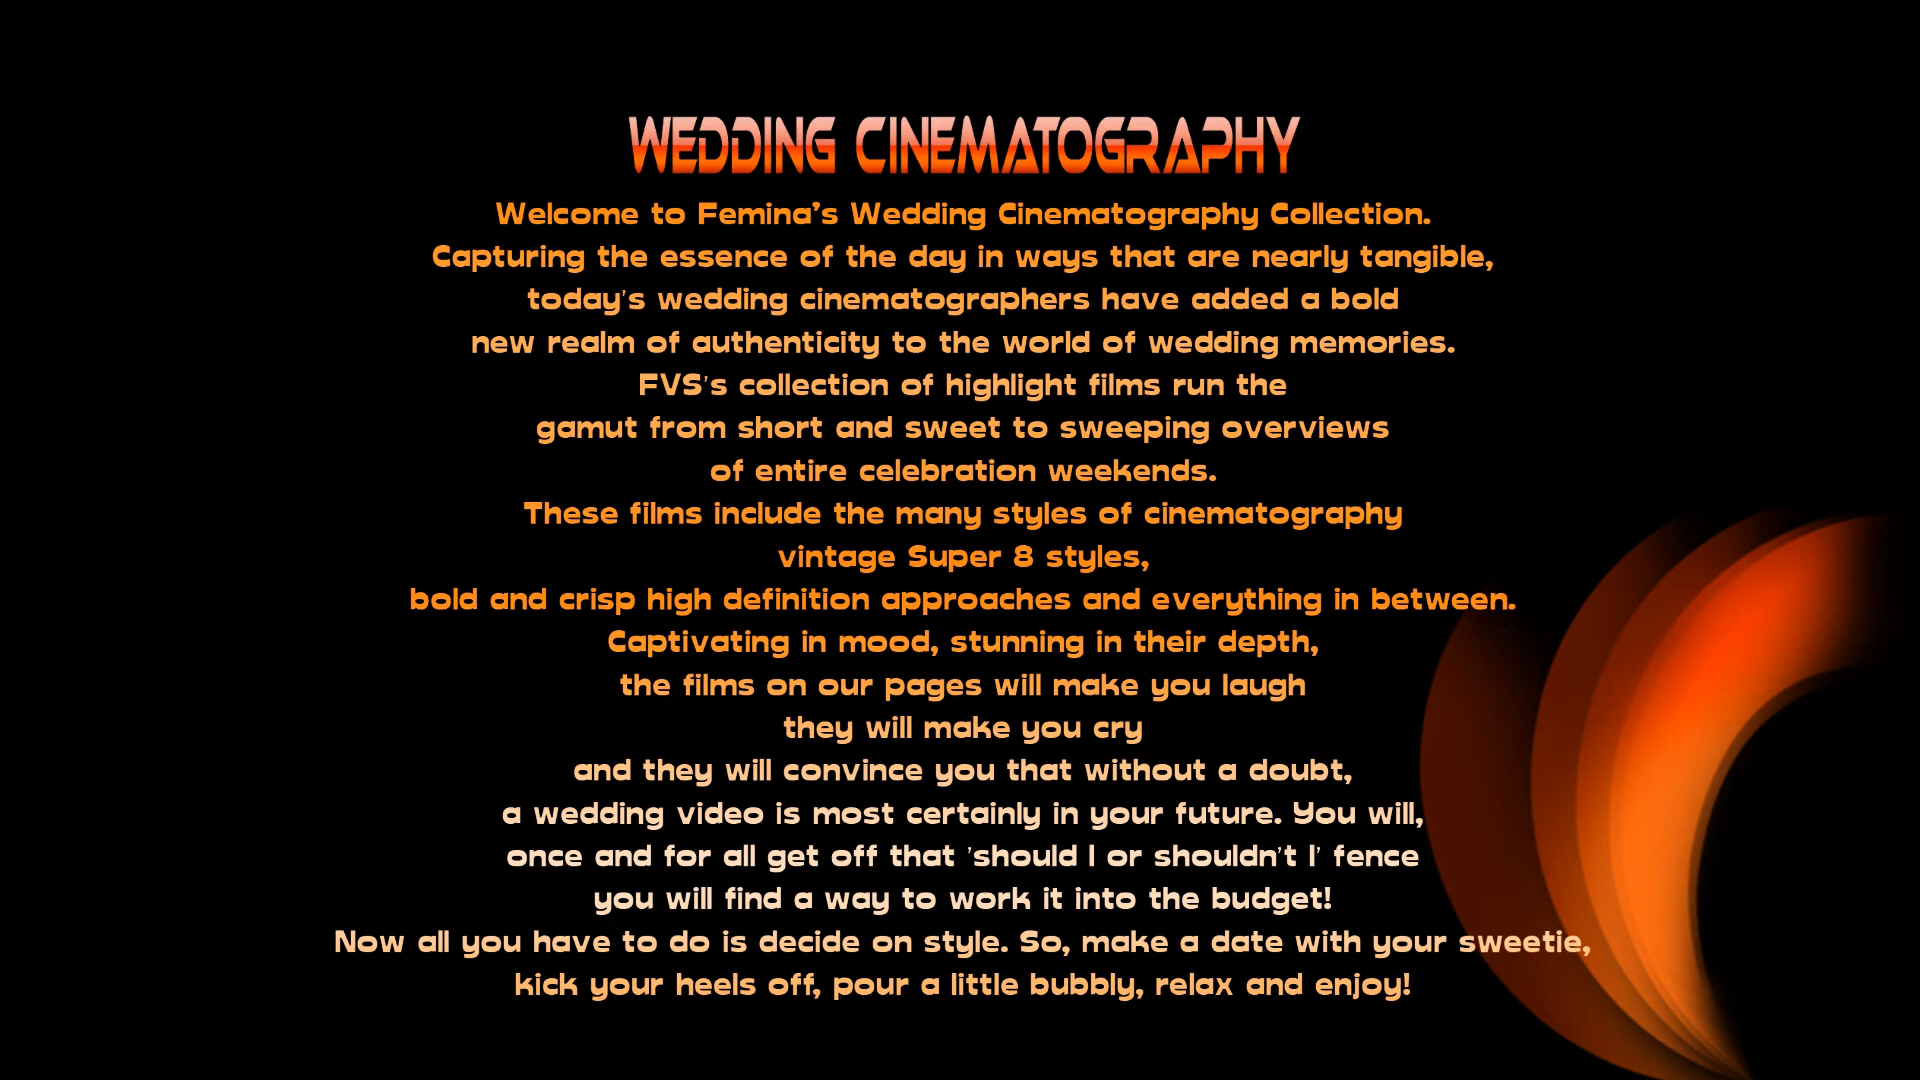 WEDDING CINEMATOGRAPHY
Welcome to Femina's Wedding Cinematography Collection.
Capturing the essence of the day in ways that are nearly tangible,
today's wedding cinematographers have added a bold
new realm of authenticity to the world of wedding memories.
FVS's collection of highlight films run the
gamut from short and sweet to sweeping overviews
of entire celebration weekends.
These films include the many styles of cinematography
vintage Super 8 styles,
bold and crisp high definition approaches and everything in between.
Captivating in mood, stunning in their depth,
the films on our pages will make you laugh
they will make you cry
and they will convince you that without a doubt,
a wedding video is most certainly in your future. You will,
once and for all get off that 'should I or shouldn't I' fence
you will find a way to work it into the budget!
Now all you have to do is decide on style. So, make a date with your sweetie,
kick your heels off, pour a little bubbly, relax and enjoy!